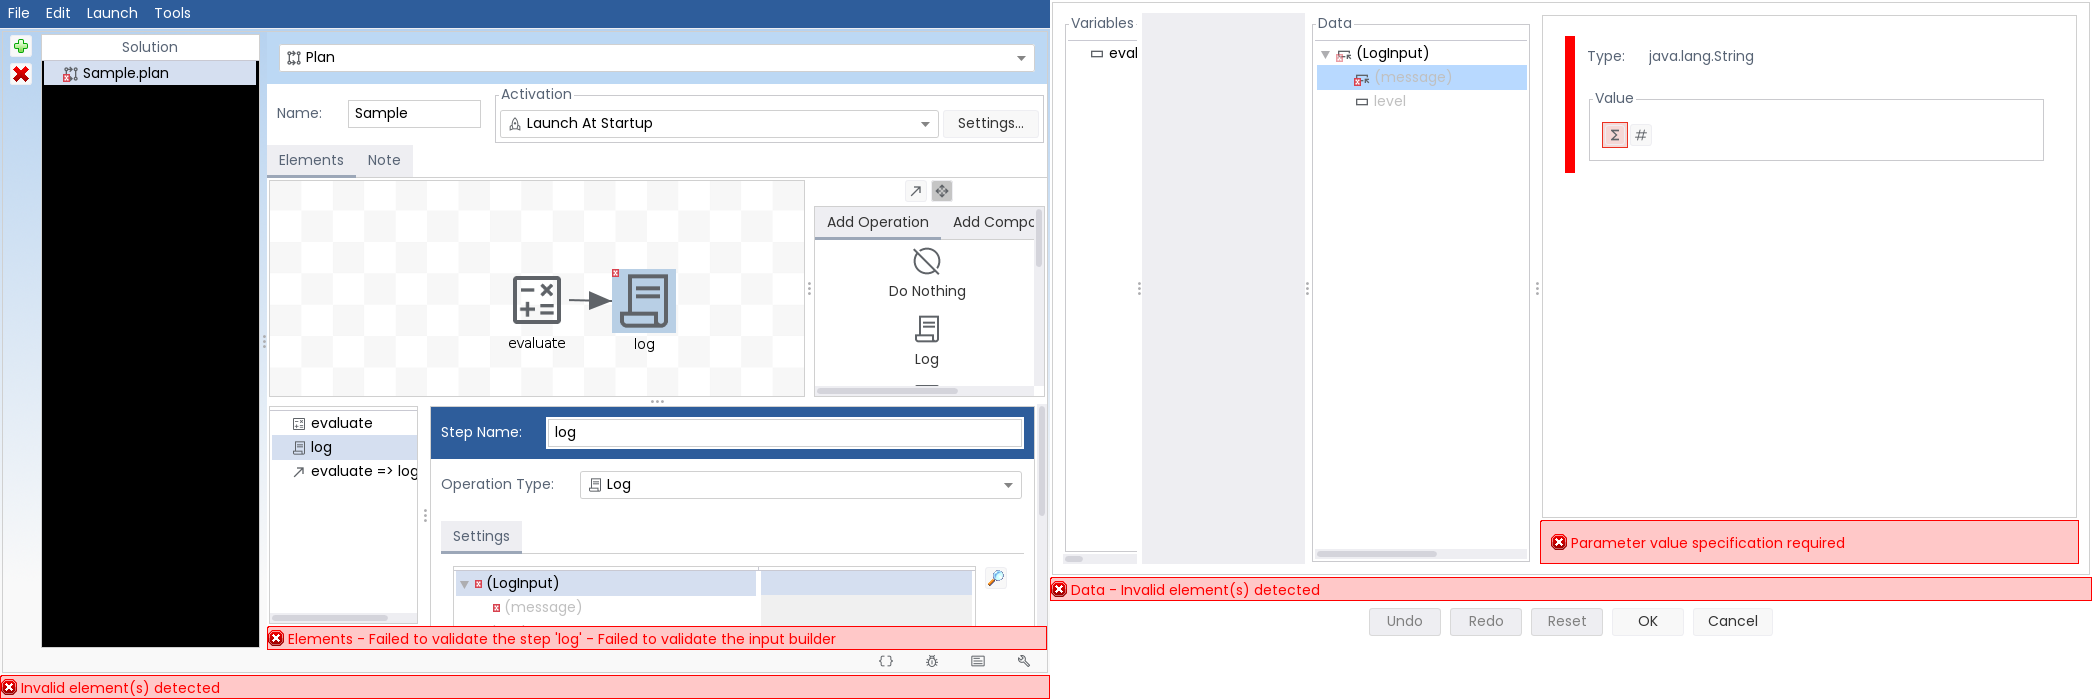 File Edit Launch Tools
Solution
Sample.plan
Plan
Name: Sample
Activation
Launch At Startup
Settings...
Elements Note
evaluate
log
Add Operation Add Compo
Do Nothing
Log
evaluate
log
evaluate => log
Step Name: log
Operation Type: Log
Settings
(LogInput)
(message)
Elements - Failed to validate the step 'log' - Failed to validate the input builder
Invalid element(s) detected
Variables
eval
Data
(LogInput)
(message)
level
Type: java.lang.String
Value
Σ #
Parameter value specification required
Data - Invalid element(s) detected
Undo Redo Reset OK Cancel